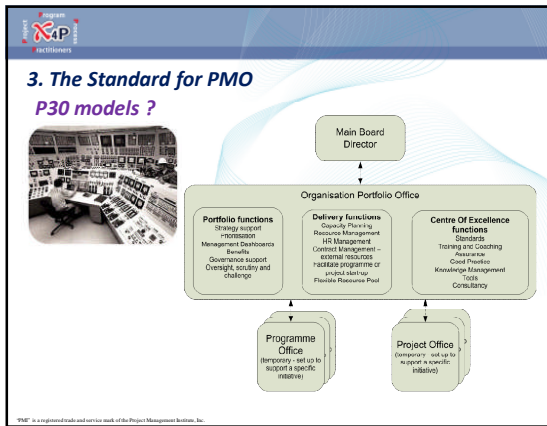 Project
Program
Process
X4P
Practitioners
3. The Standard for PMO
P30 models ?
Main Board
Director
Organisation Portfolio Office
Portfolio functions
Strategy support
Prioritisation
Management Dashboards
Benefits
Governance support
Oversight, scrutiny and
challenge
Delivery functions
Capacity Planning
Resource Management
HR Management
Contract Management –
external resources
Facilitate programme or
project startup
Flexible Resource Pool
Centre Of Excellence
functions
Standards
Training and Coaching
Assurance
Good Practice
Knowledge Management
Tools
Consultancy
Programme
Office
(temporary - set up to
support a specific
initiative)
Project Office
(temporary - set up to
support a specific
initiative)
"PMI" is a registered trade and service mark of the Project Management Institute, Inc.